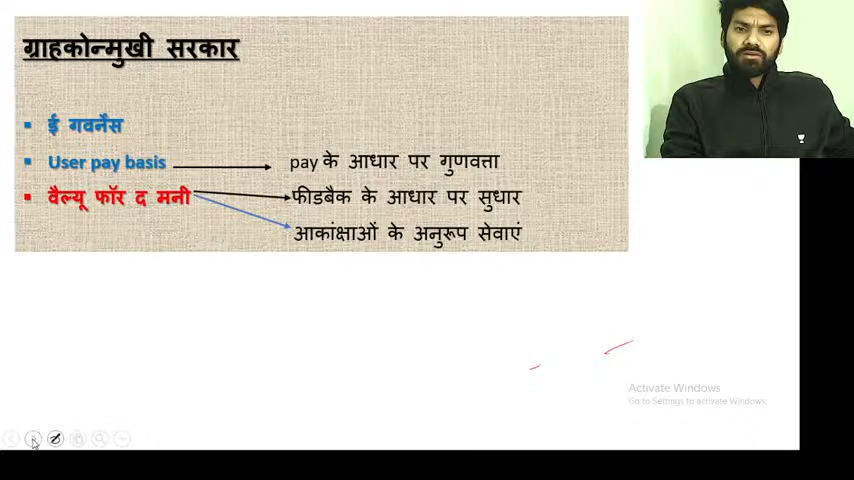 ग्राहकोन्मुखी सरकार
ई गवर्नेंस
User pay basis
pay के आधार पर गुणवत्ता
वैल्यू फॉर द मनी
फीडबैक के आधार पर सुधार
आकांक्षाओं के अनुरूप सेवाएं
Activate Windows
Go to Settings to activate Windows.